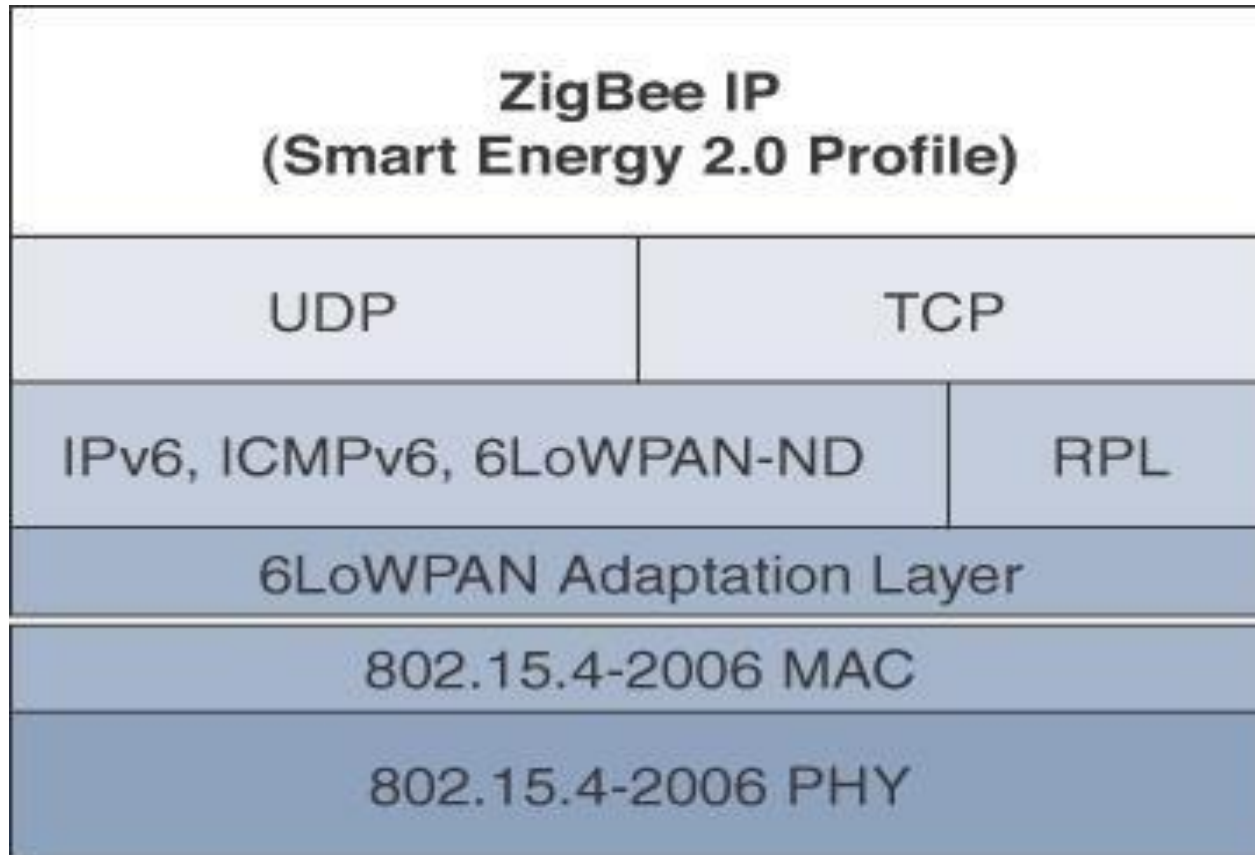 ZigBee IP
(Smart Energy 2.0 Profile)
UDP
TCP
IPv6, ICMPv6, 6LoWPAN-ND
RPL
6LoWPAN Adaptation Layer
802.15.4-2006 MAC
802.15.4-2006 PHY